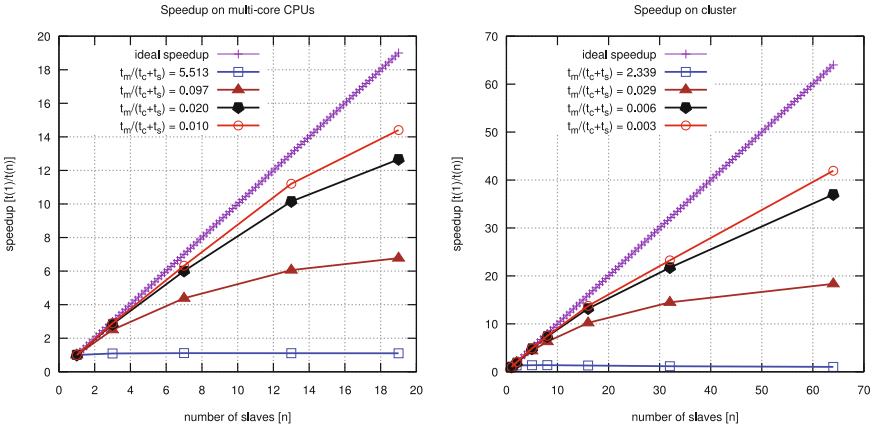 Speedup on multi-core CPUs
20
18
16
14
12
10
8
6
4
2
0
speedup [t(1)/t(n)]
ideal speedup
tm/(tc+ts) = 5.513
tm/(tc+ts) = 0.097
tm/(tc+ts) = 0.020
tm/(tc+ts) = 0.010
0 2 4 6 8 10 12 14 16 18 20
number of slaves [n]
Speedup on cluster
70
60
50
40
30
20
10
0
speedup [t(1)/t(n)]
ideal speedup
tm/(tc+ts) = 2.339
tm/(tc+ts) = 0.029
tm/(tc+ts) = 0.006
tm/(tc+ts) = 0.003
0 10 20 30 40 50 60 70
number of slaves [n]